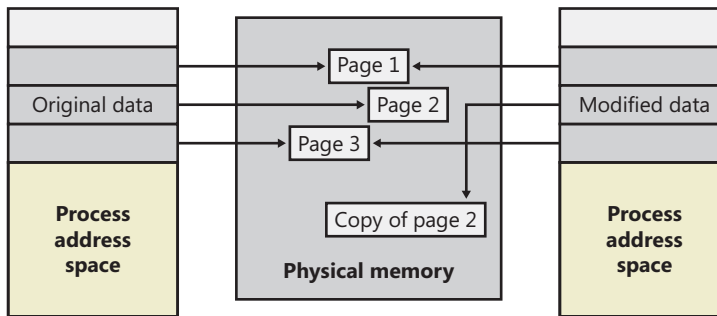 Page 1
Original data
Page 2
Modified data
Page 3
Copy of page 2
Process
address
space
Physical memory
Process
address
space